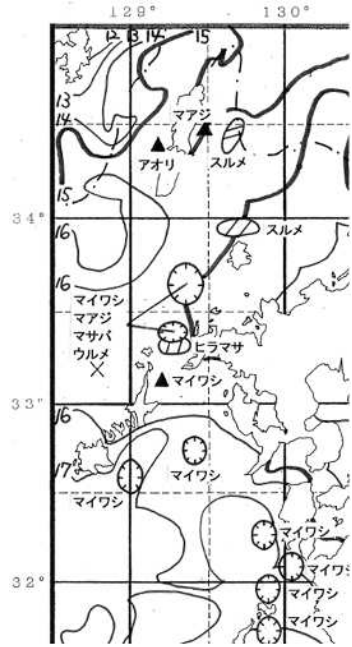 129° 130°
12 13 14 15
13
14
マアジ
アオリ
スルメ
15
34°
16
スルメ
16
マイワシ
マアジ
マサバ
ウルメ
ヒラマサ
マイワシ
33°
16
17
マイワシ
マイワシ
マイワシ
マイワシ
32°
マイワシ
マイワシ